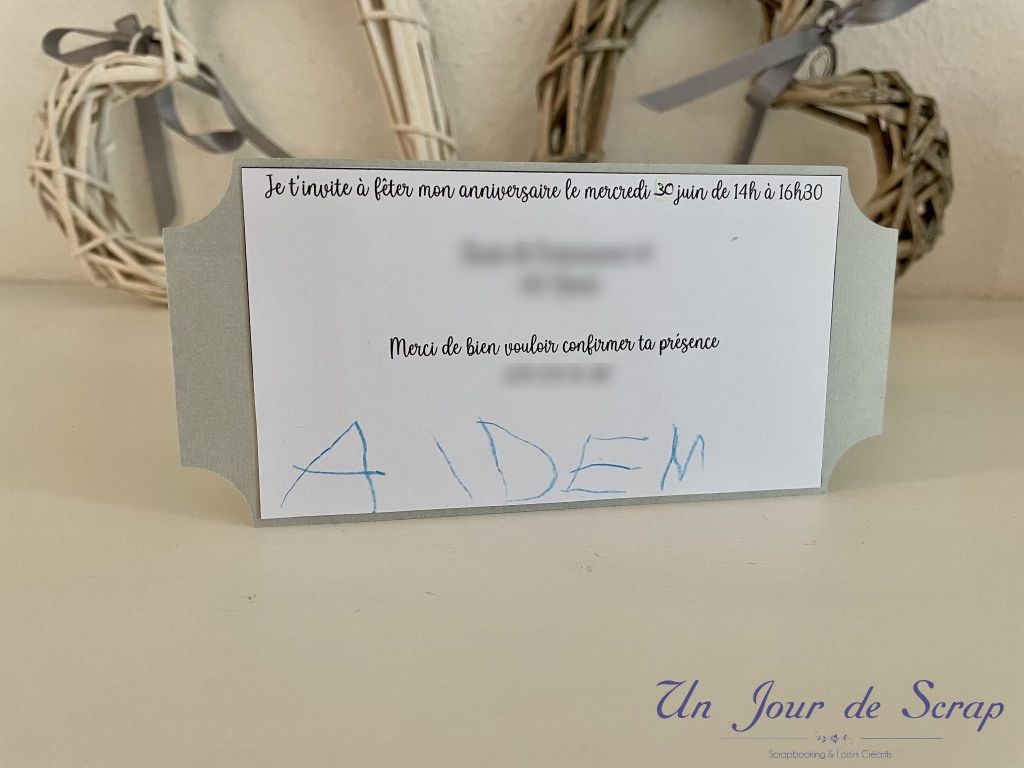 Je t'invite à fêter mon anniversaire le mercredi 30 juin de 14h à 16h30
Merci de bien vouloir confirmer ta présence
AIDEN
Un Jour de Scrap
Scrapbooking & Loisirs Créatifs